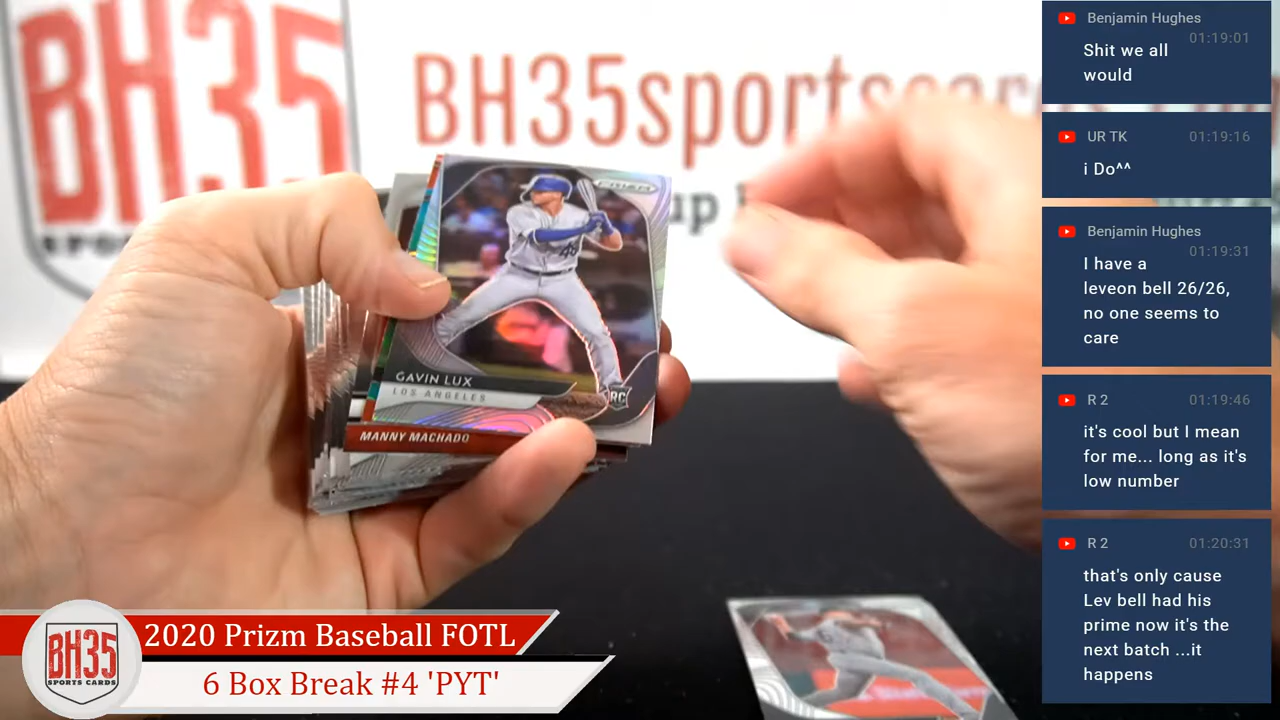 BH35
SPORTS
BH35sportscards
up
PRIZM
48
GAVIN LUX
LOS ANGELES
RC
MANNY MACHADO
BH35
SPORTS CARDS
2020 Prizm Baseball FOTL
6 Box Break #4 'PYT'
Benjamin Hughes
01:19:01
Shit we all
would
UR TK 01:19:16
i Do^^
Benjamin Hughes
01:19:31
I have a
leveon bell 26/26,
no one seems to
care
R 2 01:19:46
it's cool but I mean
for me... long as it's
low number
R 2 01:20:31
that's only cause
Lev bell had his
prime now it's the
next batch ...it
happens